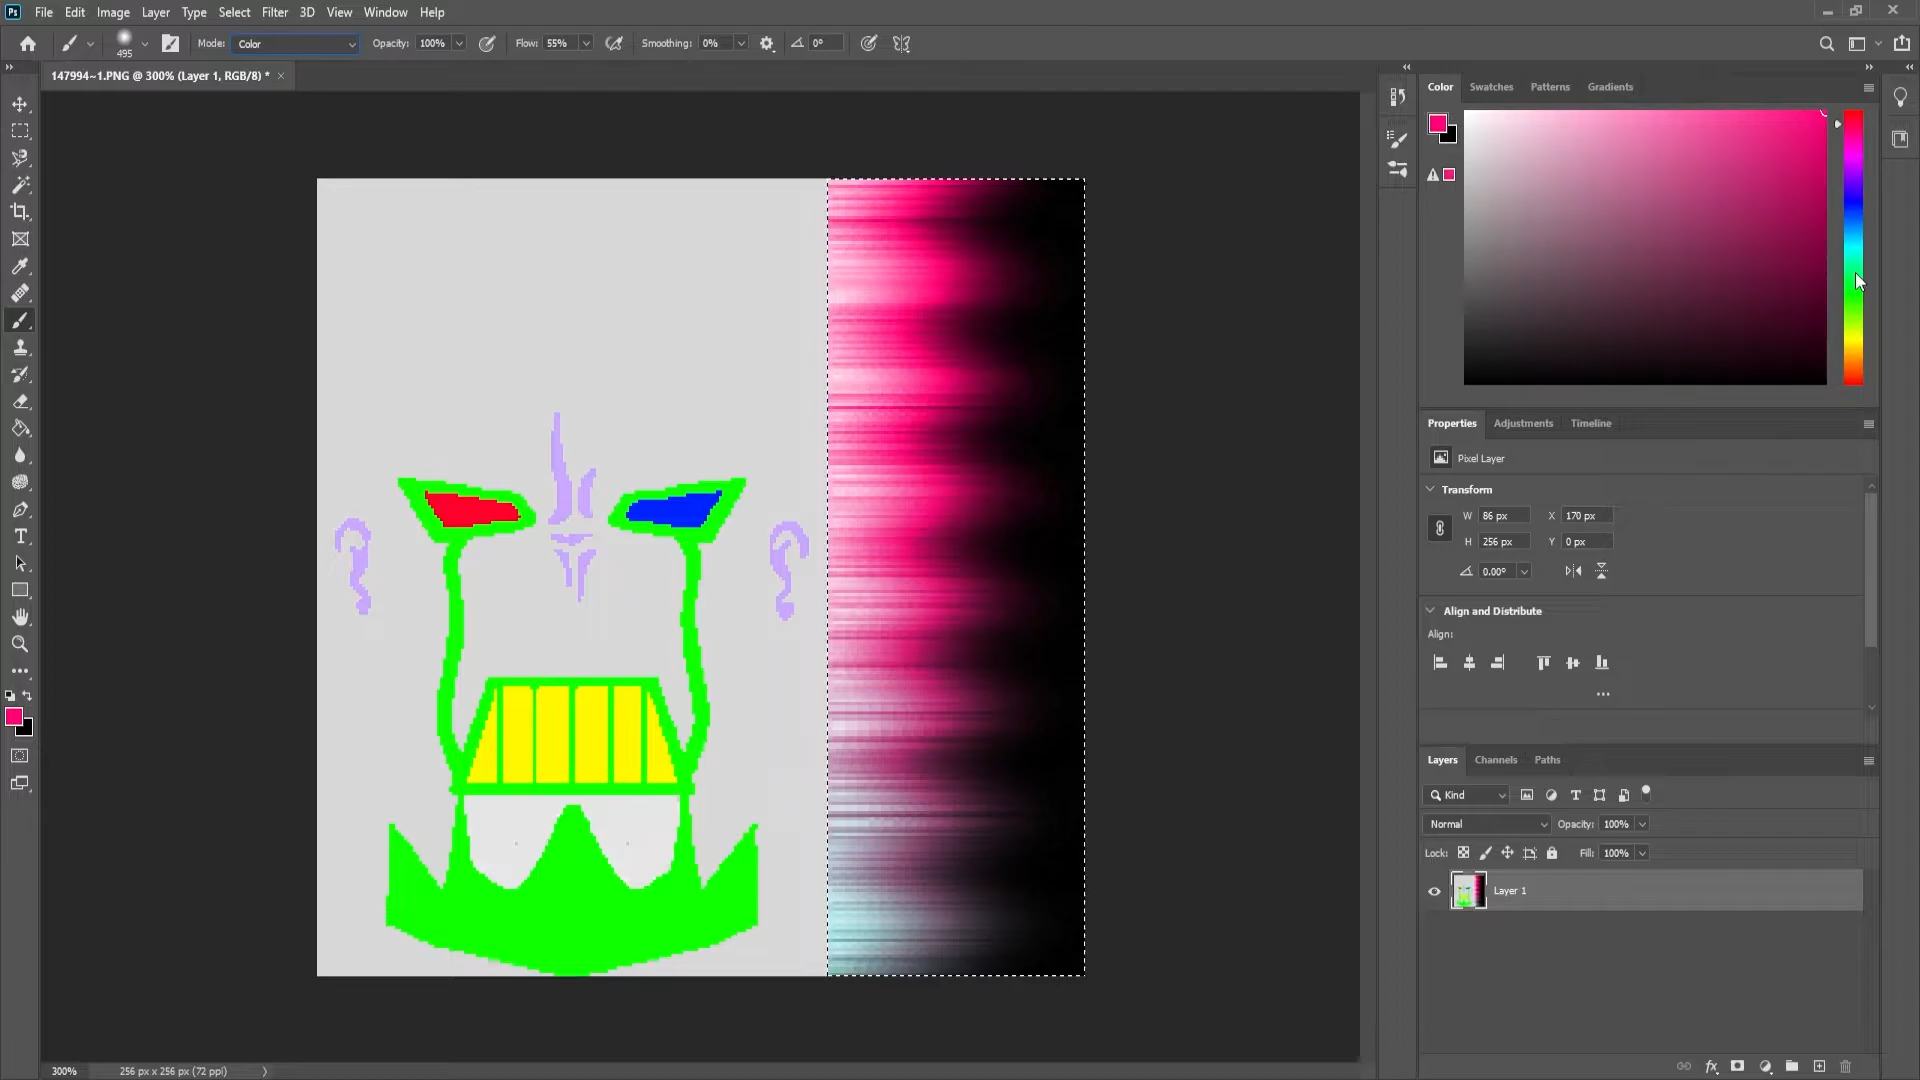 Ps File Edit Image Layer Type Select Filter 3D View Window Help
495 Mode: Color Opacity: 100% Flow: 55% Smoothing: 0% 0°
147994~1.PNG @ 300% (Layer 1, RGB/8) *
Color Swatches Patterns Gradients
Properties Adjustments Timeline
Pixel Layer
Transform
W 86 px X 170 px
H 256 px Y 0 px
0.00°
Align and Distribute
Align:
Layers Channels Paths
Kind
Normal Opacity: 100%
Lock: Fill: 100%
Layer 1
300% 256 px x 256 px (72 ppi)